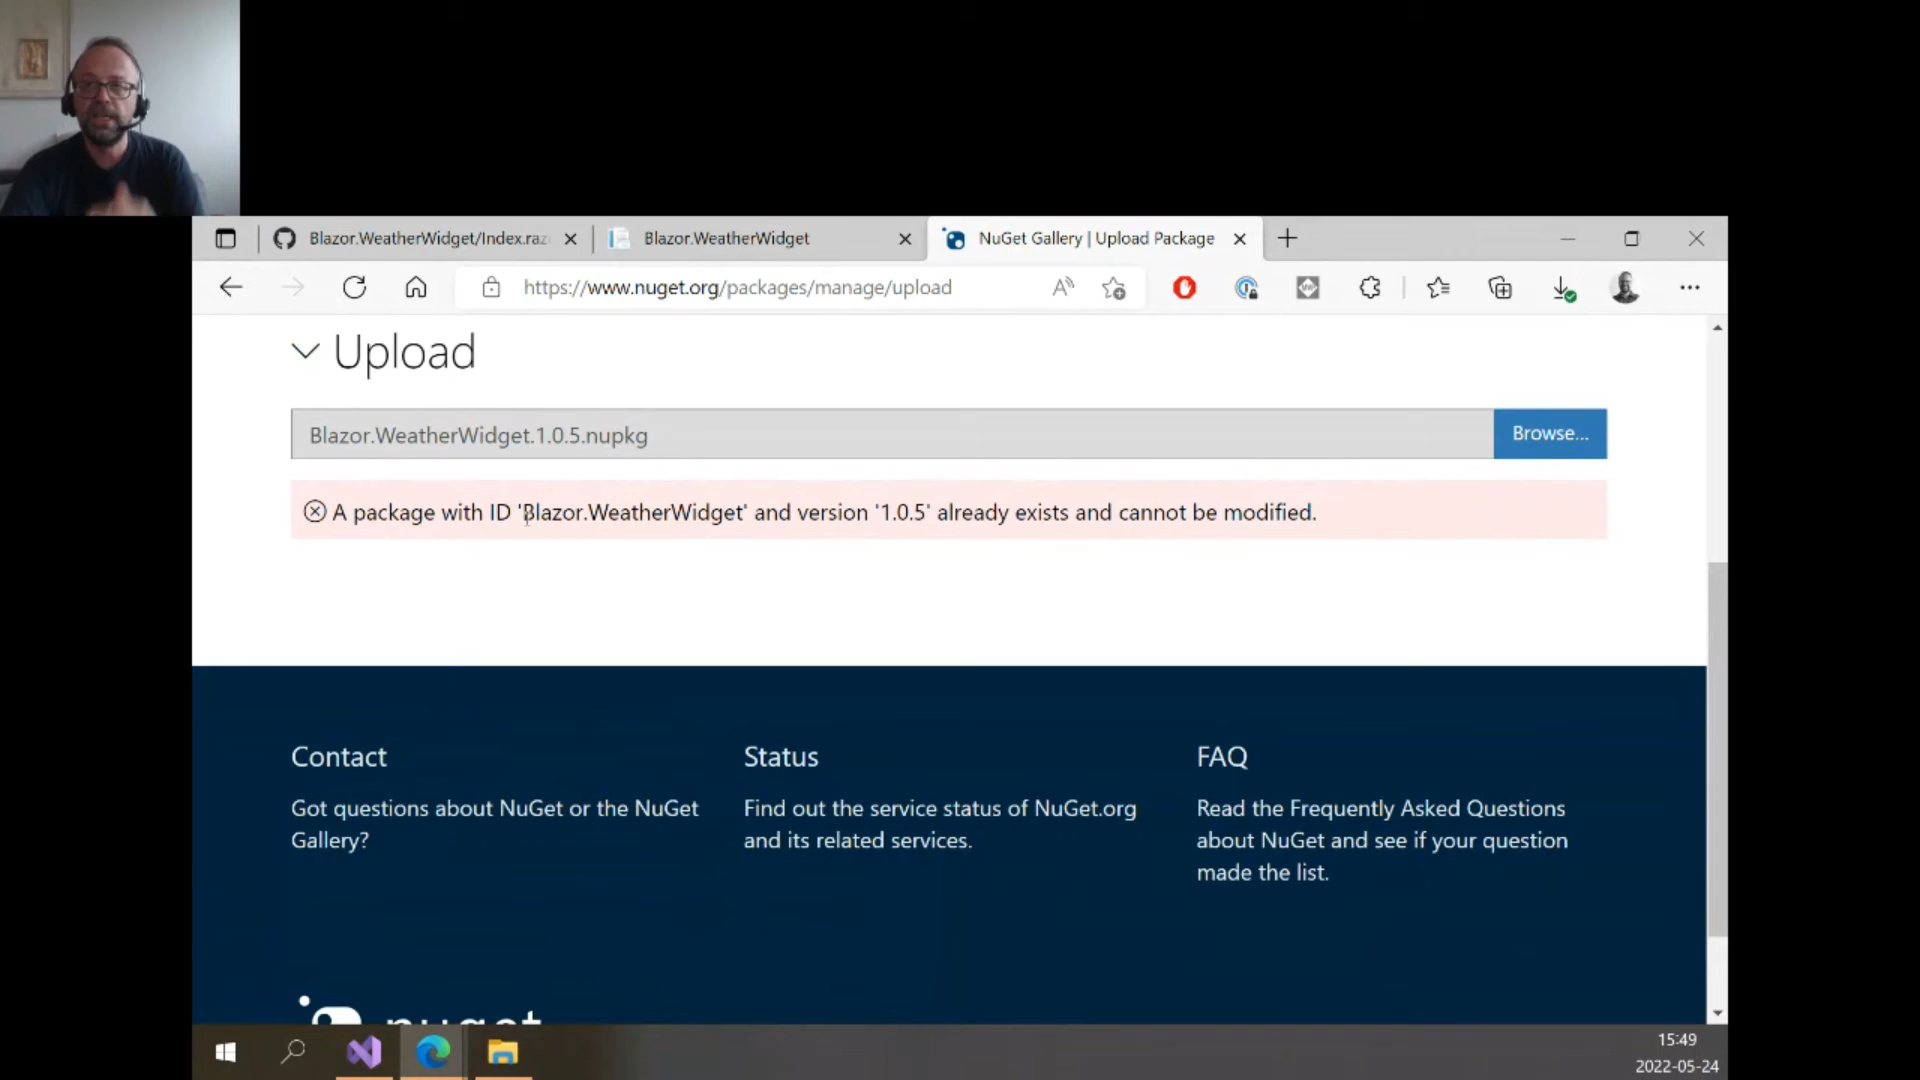 Blazor.WeatherWidget/Index.raz
Blazor.WeatherWidget
NuGet Gallery | Upload Package
https://www.nuget.org/packages/manage/upload
Upload
Blazor.WeatherWidget.1.0.5.nupkg
Browse...
A package with ID 'Blazor.WeatherWidget' and version '1.0.5' already exists and cannot be modified.
Contact
Got questions about NuGet or the NuGet
Gallery?
Status
Find out the service status of NuGet.org
and its related services.
FAQ
Read the Frequently Asked Questions
about NuGet and see if your question
made the list.
nuget
15:49
2022-05-24